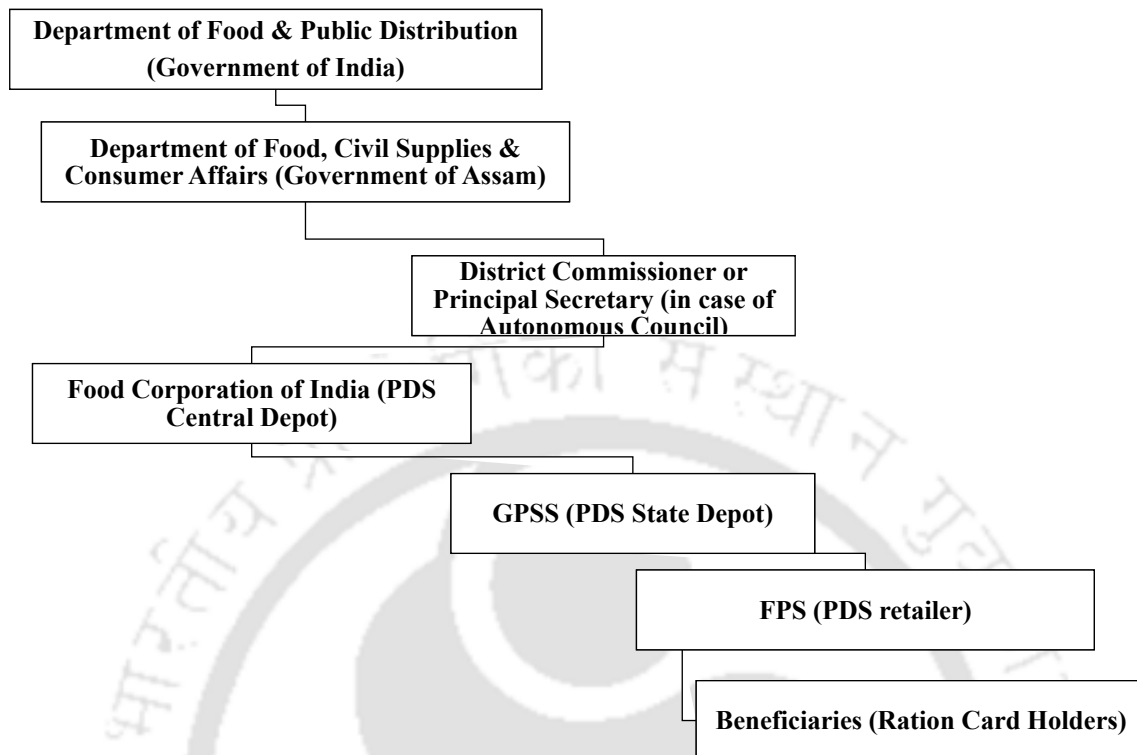 Department of Food & Public Distribution
(Government of India)
Department of Food, Civil Supplies &
Consumer Affairs (Government of Assam)
District Commissioner or
Principal Secretary (in case of
Autonomous Council)
Food Corporation of India (PDS
Central Depot)
GPSS (PDS State Depot)
FPS (PDS retailer)
Beneficiaries (Ration Card Holders)